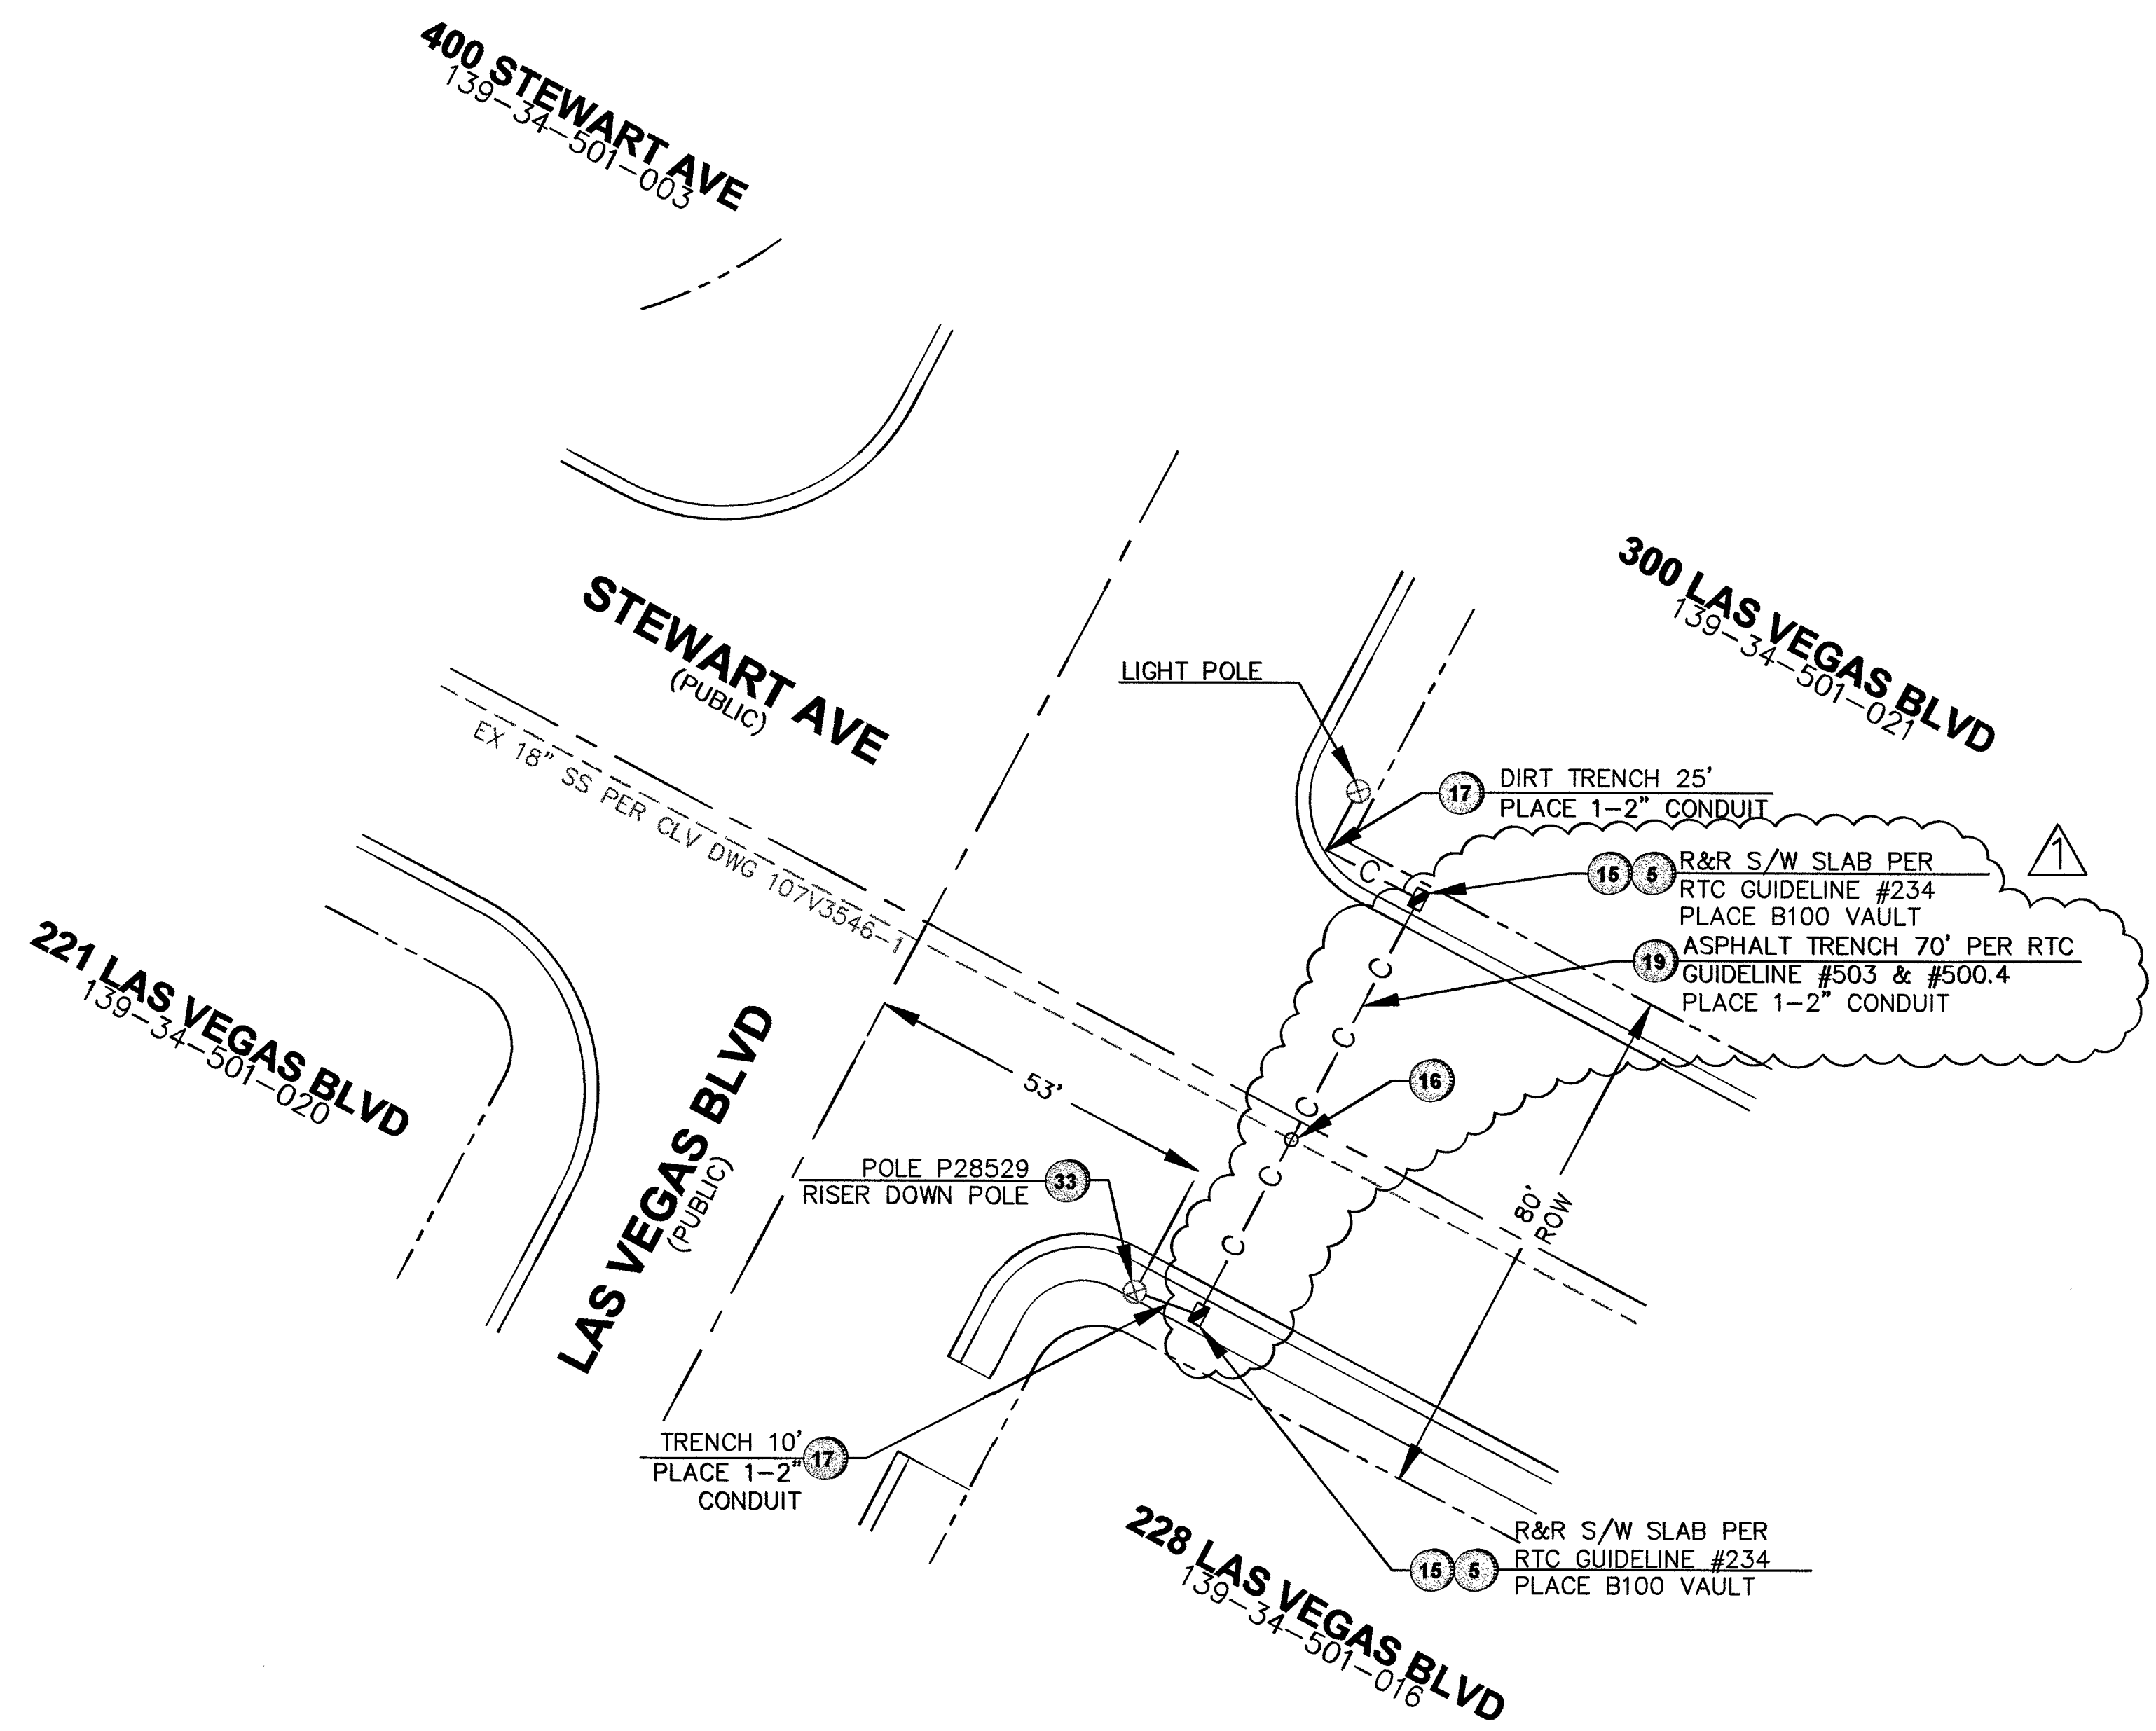 400 STEWART AVE
139-34-501-003
STEWART AVE
(PUBLIC)
300 LAS VEGAS BLVD
139-34-501-021
LIGHT POLE
EX 18" SS PER CLV DWG 107V3546-1
17
DIRT TRENCH 25'
PLACE 1-2" CONDUIT
1
15
5
R&R S/W SLAB PER
RTC GUIDELINE #234
PLACE B100 VAULT
19
ASPHALT TRENCH 70' PER RTC
GUIDELINE #503 & #500.4
PLACE 1-2" CONDUIT
C
C
C
C
C
C
16
221 LAS VEGAS BLVD
139-34-501-020
LAS VEGAS BLVD
(PUBLIC)
53'
POLE P28529
RISER DOWN POLE
33
80'
ROW
TRENCH 10'
PLACE 1-2"
CONDUIT
17
228 LAS VEGAS BLVD
139-34-501-016
15
5
R&R S/W SLAB PER
RTC GUIDELINE #234
PLACE B100 VAULT